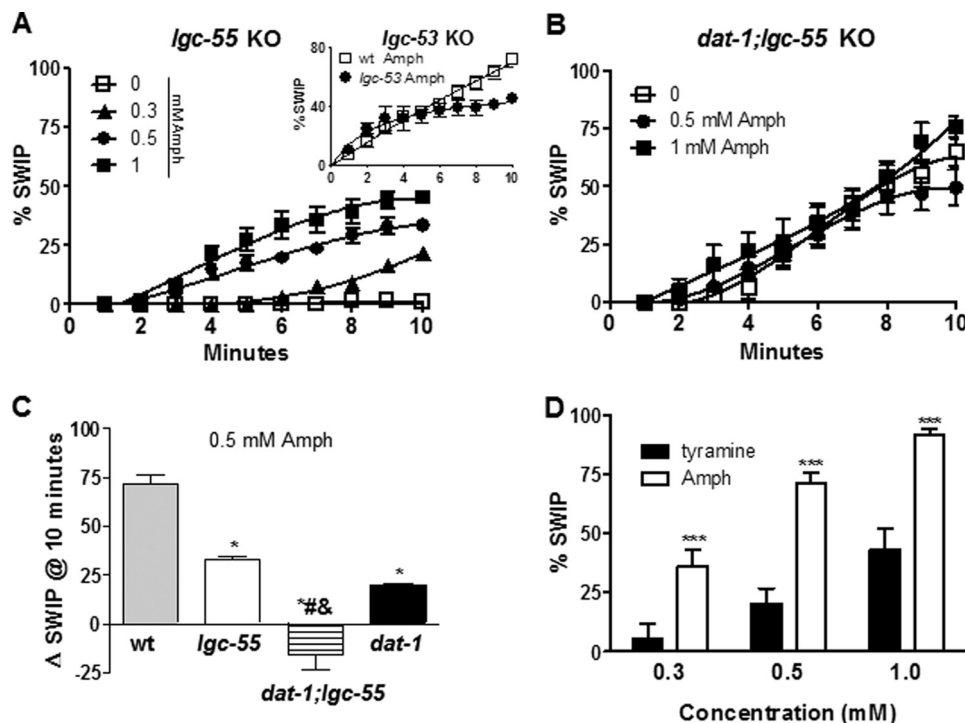 A
lgc-55 KO
100
75
50
25
0
% SWIP
0
0.3
0.5
1
mM Amph
0
2
4
6
8
10
Minutes
lgc-53 KO
wt Amph
lgc-53 Amph
80
40
0
% SWIP
0
2
4
6
8
10
B
dat-1;lgc-55 KO
100
75
50
25
0
% SWIP
0
0.5 mM Amph
1 mM Amph
0
2
4
6
8
10
Minutes
C
0.5 mM Amph
100
75
50
25
0
-25
Δ SWIP @ 10 minutes
*
*#&
*
wt
lgc-55
dat-1
dat-1;lgc-55
D
100
75
50
25
0
% SWIP
tyramine
Amph
***
***
***
0.3
0.5
1.0
Concentration (mM)